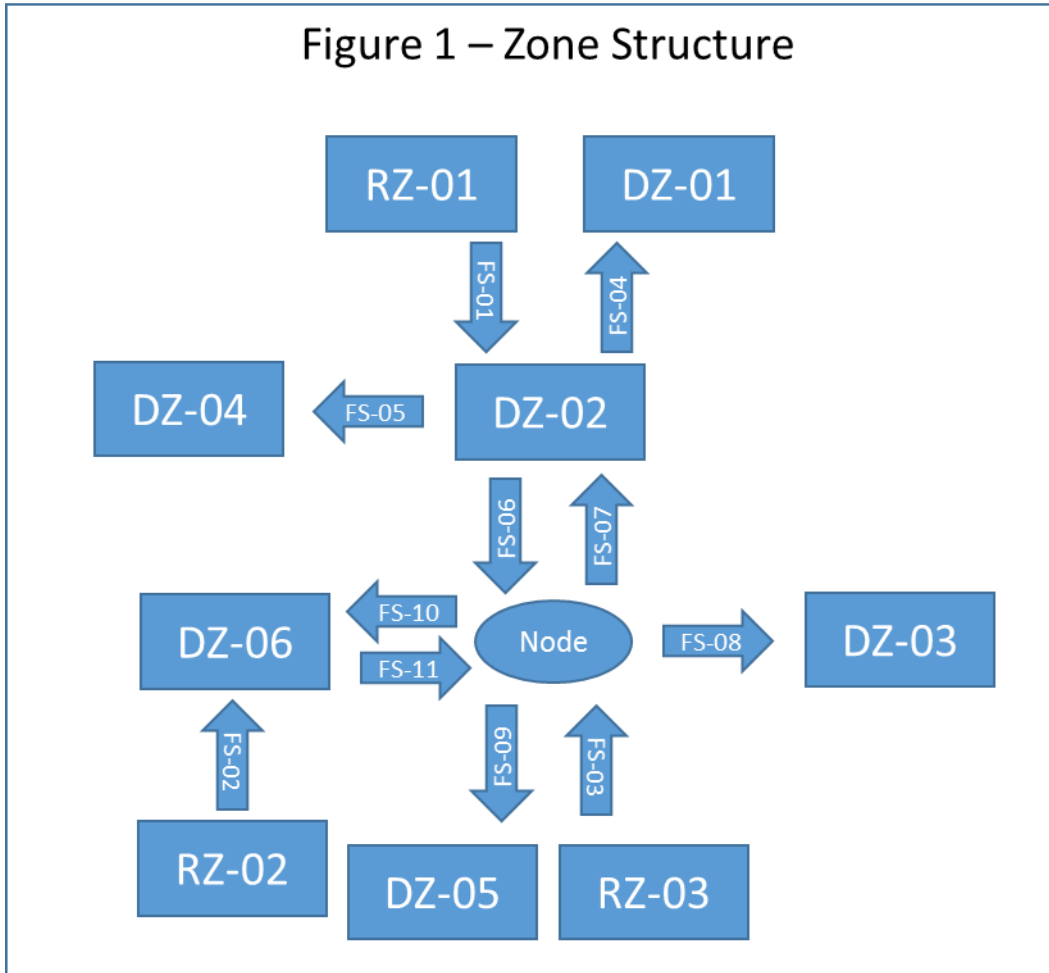 Figure 1 – Zone Structure
RZ-01
DZ-01
FS-01
FS-04
DZ-04
FS-05
DZ-02
FS-06
FS-07
DZ-06
FS-10
FS-11
Node
FS-08
DZ-03
FS-02
FS-09
FS-03
RZ-02
DZ-05
RZ-03